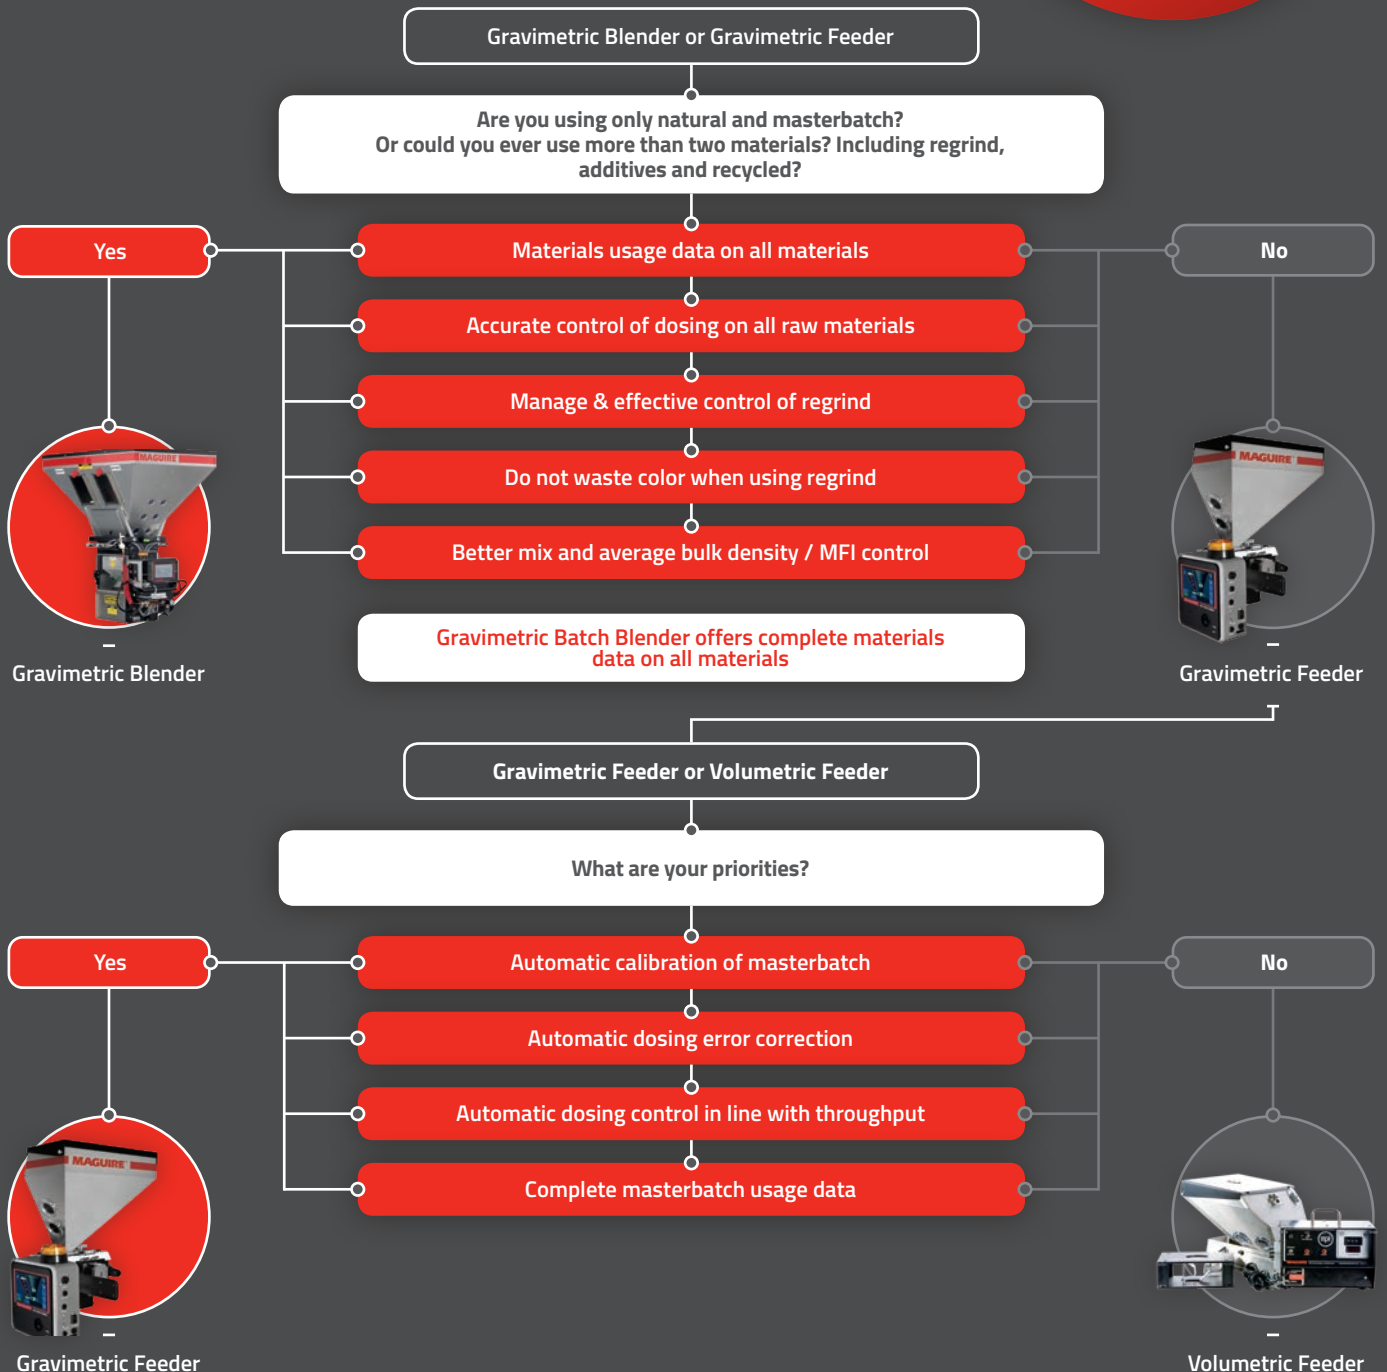 Gravimetric Blender or Gravimetric Feeder
Are you using only natural and masterbatch?
Or could you ever use more than two materials? Including regrind,
additives and recycled?
Yes
Materials usage data on all materials
No
Accurate control of dosing on all raw materials
Manage & effective control of regrind
Do not waste color when using regrind
Better mix and average bulk density / MFI control
MAGUIRE
MAGUIRE
Gravimetric Batch Blender offers complete materials
data on all materials
–
Gravimetric Blender
–
Gravimetric Feeder
Gravimetric Feeder or Volumetric Feeder
What are your priorities?
Yes
Automatic calibration of masterbatch
No
Automatic dosing error correction
Automatic dosing control in line with throughput
Complete masterbatch usage data
MAGUIRE
–
Gravimetric Feeder
–
Volumetric Feeder